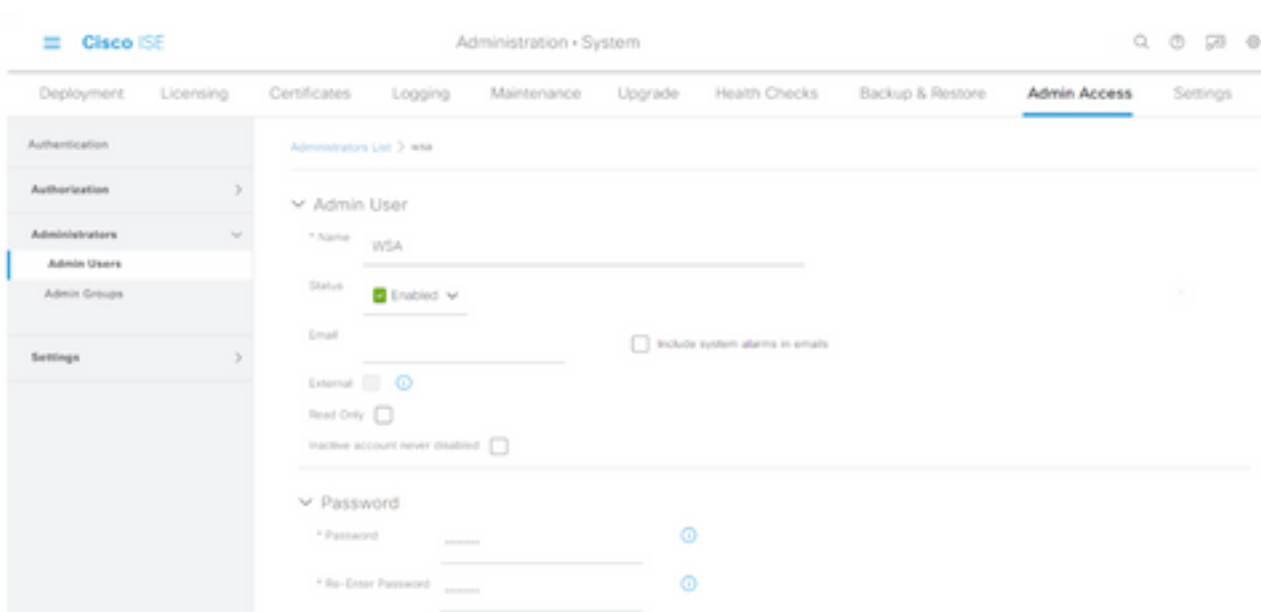 Cisco ISE
Administration • System
Deployment Licensing Certificates Logging Maintenance Upgrade Health Checks Backup & Restore Admin Access Settings
Authentication
Authorization
Administrators
Admin Users
Admin Groups
Settings
Administrators List > wsa
Admin User
* Name WSA
Status Enabled
Email
Include system alarms in emails
External
Read Only
Inactive account never disabled
Password
* Password ........
* Re-Enter Password ........